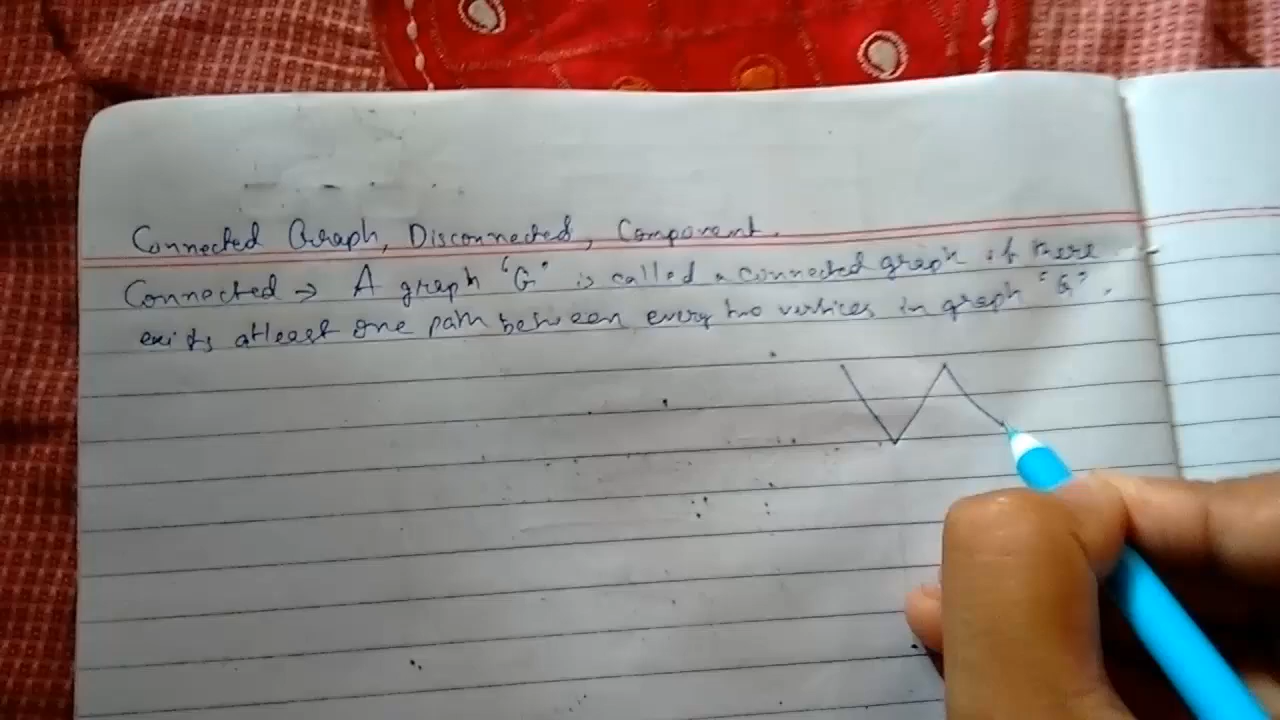 Connected Graph, Disconnected, Component.
Connected → A graph "G" is called a connected graph if there
exists atleast one path between every two vertices in graph "G".